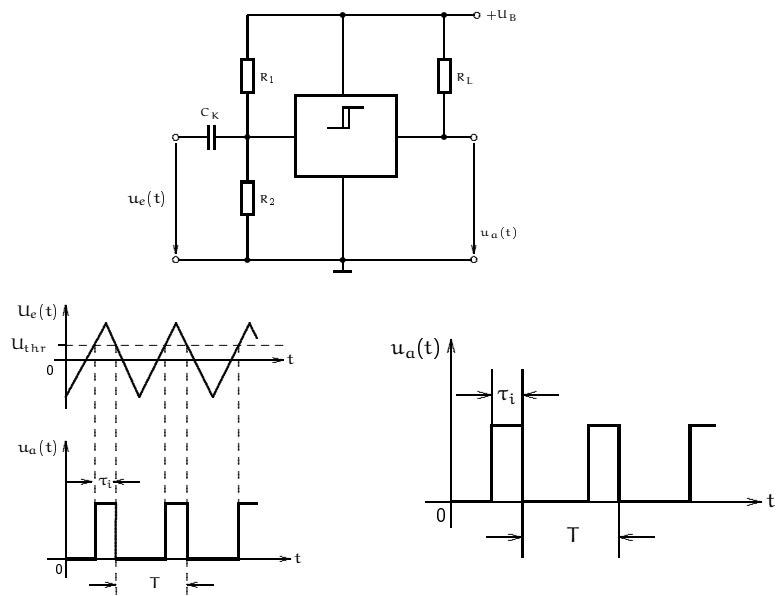 +U_B
R_1
R_L
C_K
u_e(t)
R_2
u_a(t)
U_e(t)
U_thr
0
t
u_a(t)
τ_i
0
t
T
u_a(t)
τ_i
0
t
T